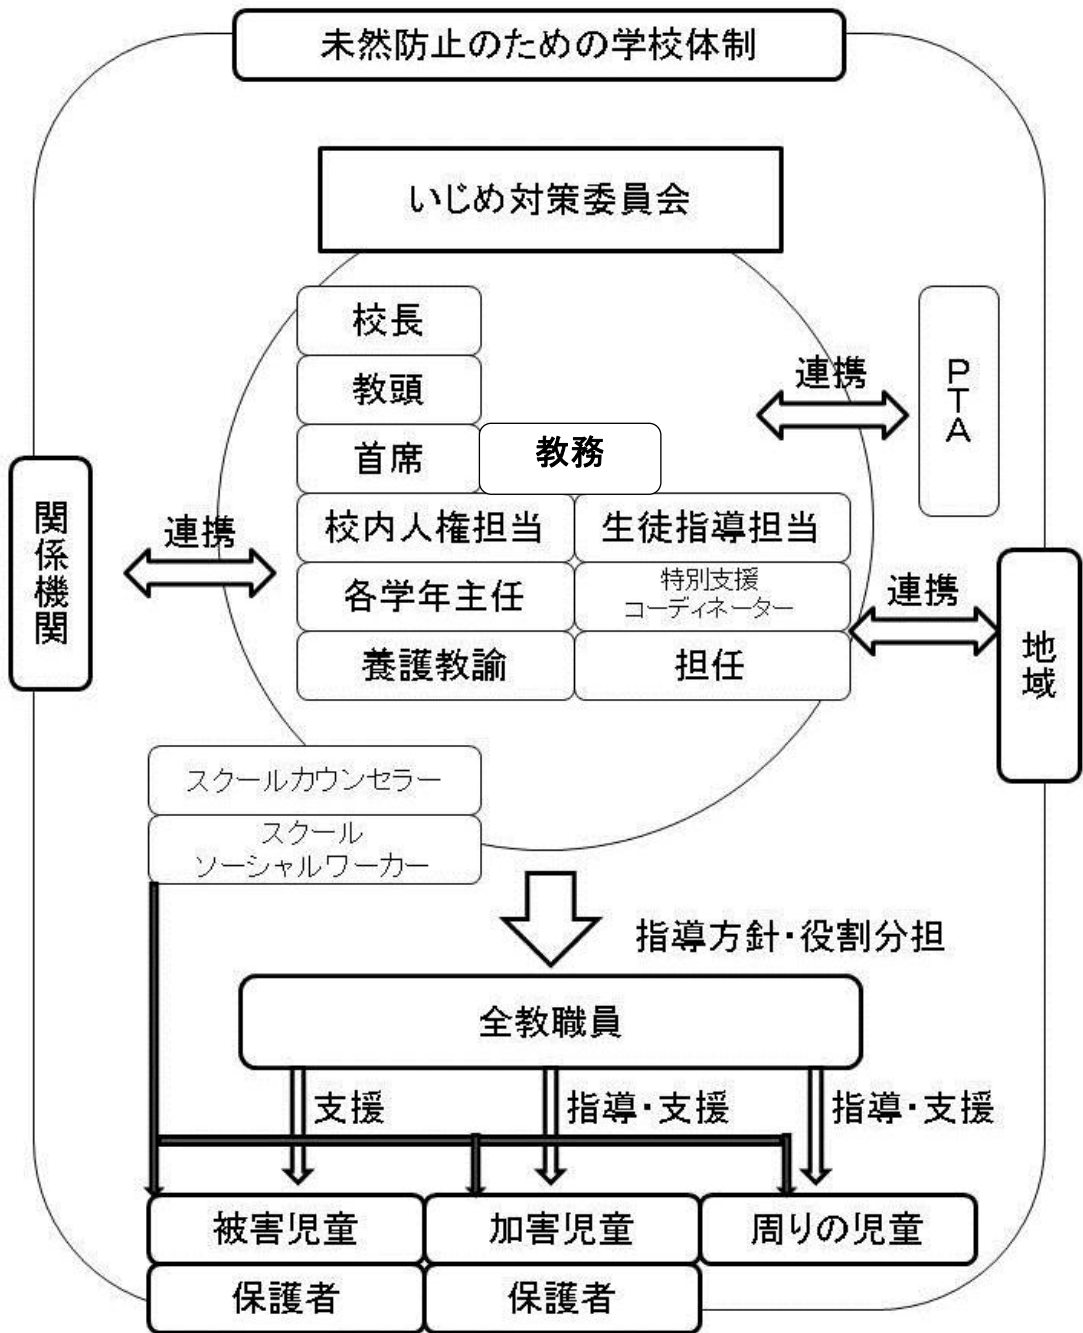 未然防止のための学校体制
いじめ対策委員会
校長
教頭
首席
教務
校内人権担当
生徒指導担当
各学年主任
特別支援
コーディネーター
養護教諭
担任
連携
PTA
関係機関
連携
連携
地域
スクールカウンセラー
スクール
ソーシャルワーカー
指導方針・役割分担
全教職員
支援
指導・支援
指導・支援
被害児童
加害児童
周りの児童
保護者
保護者